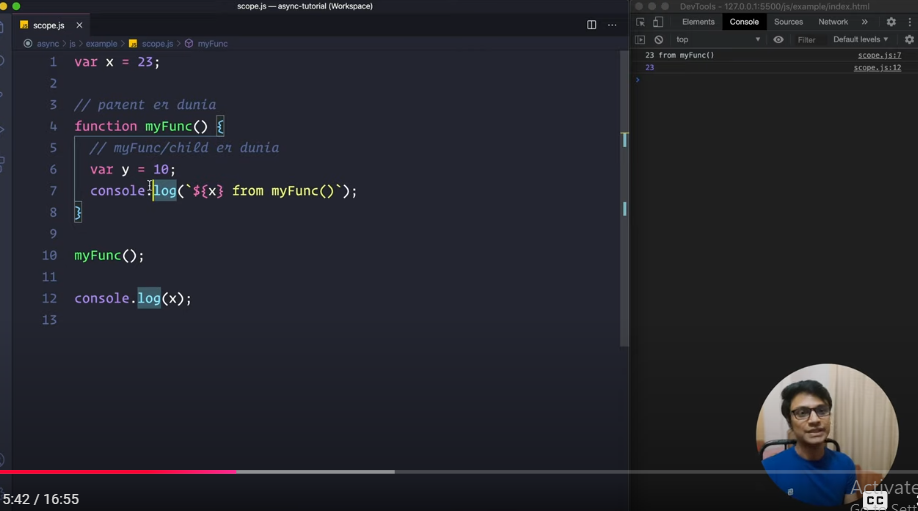 scope.js — async-tutorial (Workspace)
DevTools - 127.0.0.1:5500/js/example/index.html
scope.js ×
Elements Console Sources Network »
async > js > example > scope.js > myFunc
top Filter Default levels
1 var x = 23;
2
3 // parent er dunia
4 function myFunc() {
5 // myFunc/child er dunia
6 var y = 10;
7 console.log(`${x} from myFunc()`);
8 }
9
10 myFunc();
11
12 console.log(x);
13
23 from myFunc() scope.js:7
23 scope.js:12
5:42 / 16:55
CC
Activate